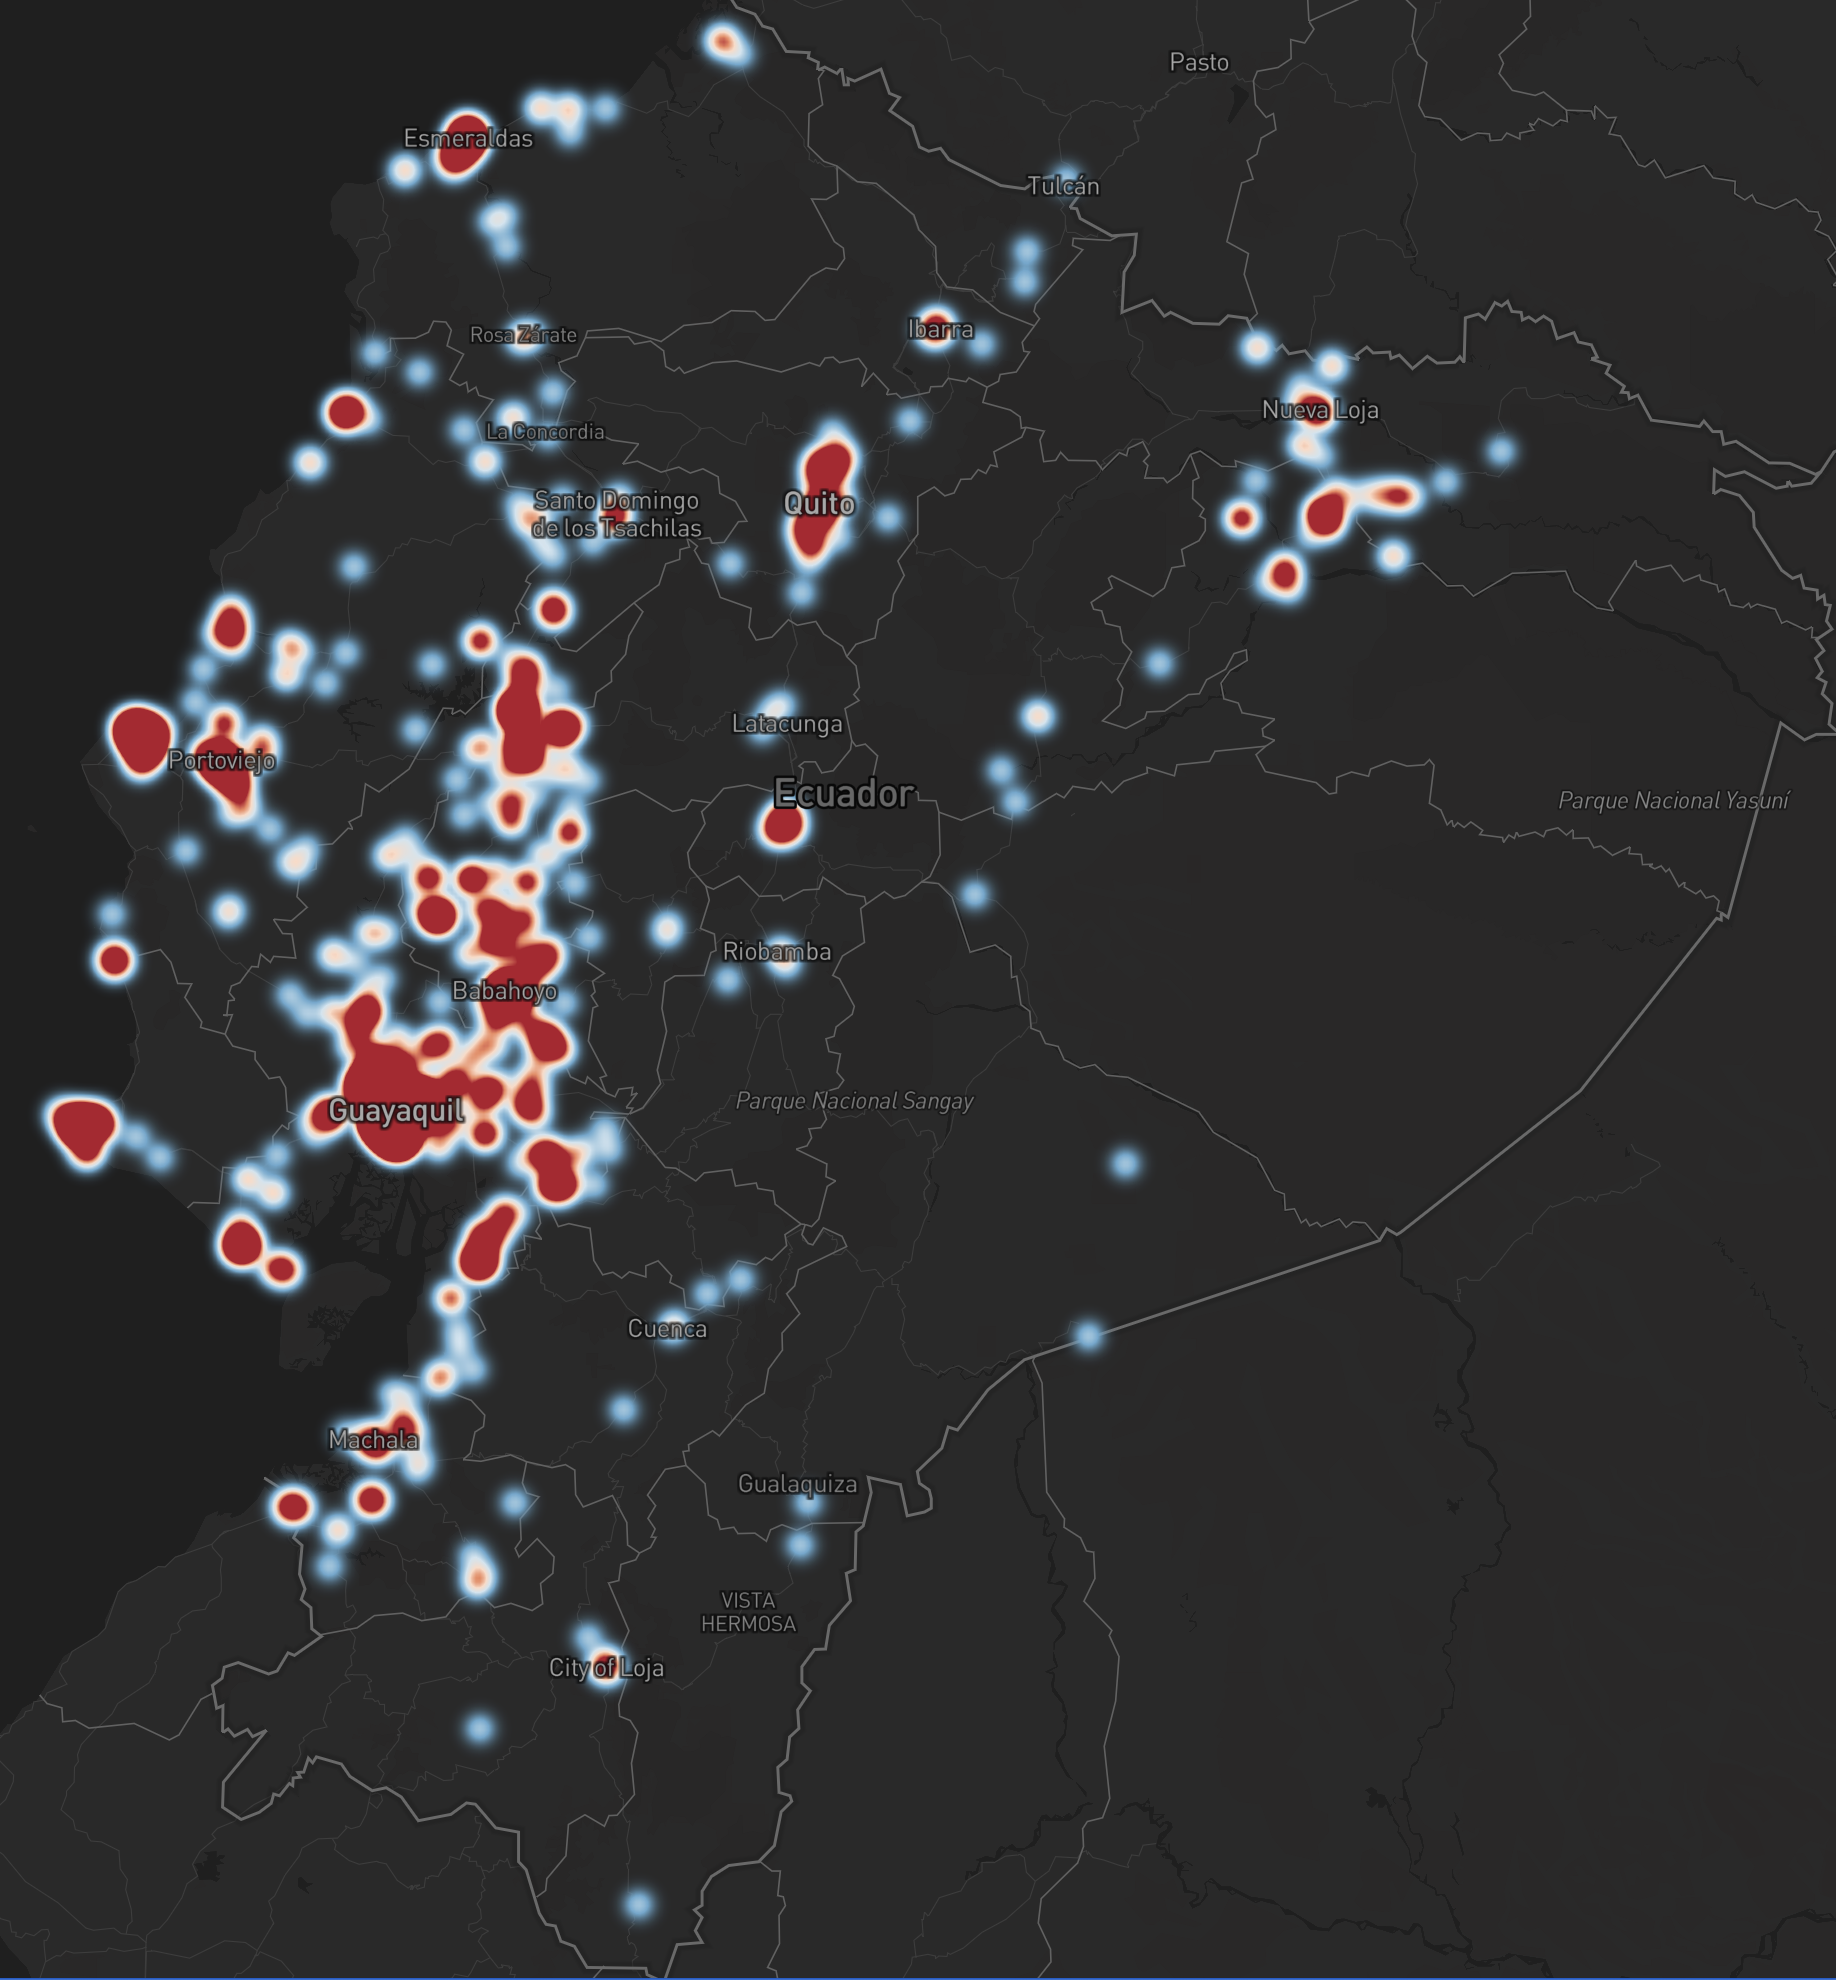 Pasto
Esmeraldas
Tulcán
Rosa Zárate
Ibarra
Nueva Loja
La Concordia
Santo Domingo
de los Tsachilas
Quito
Latacunga
Portoviejo
Ecuador
Parque Nacional Yasuní
Riobamba
Babahoyo
Parque Nacional Sangay
Guayaquil
Cuenca
Machala
Gualaquiza
VISTA
HERMOSA
City of Loja